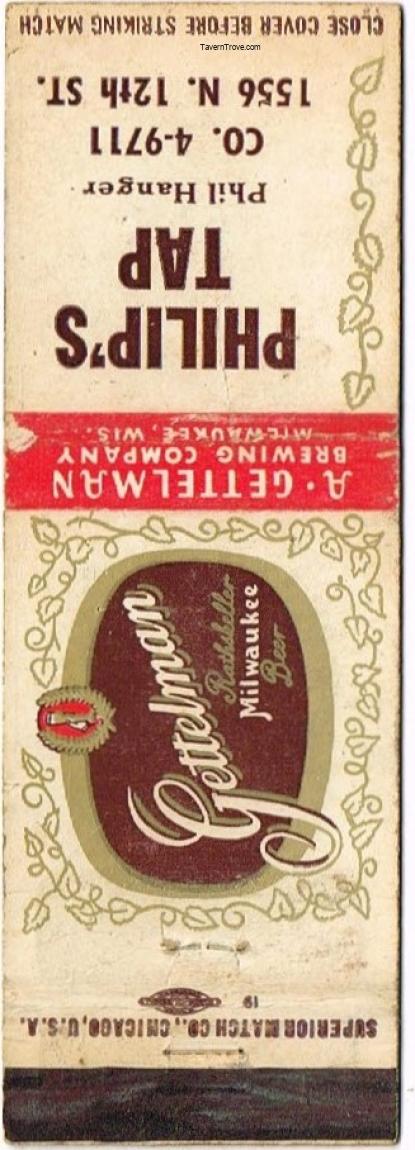 CLOSE COVER BEFORE STRIKING MATCH
TavernTrove.com
1556 N. 12th ST.
CO. 4-9711
Phil Hanger
PHILIP'S
TAP
A·GETTELMAN
BREWING COMPANY
MILWAUKEE, WIS.
Gettelman
Rathskeller
Milwaukee
Beer
19
SUPERIOR MATCH CO., CHICAGO, U.S.A.